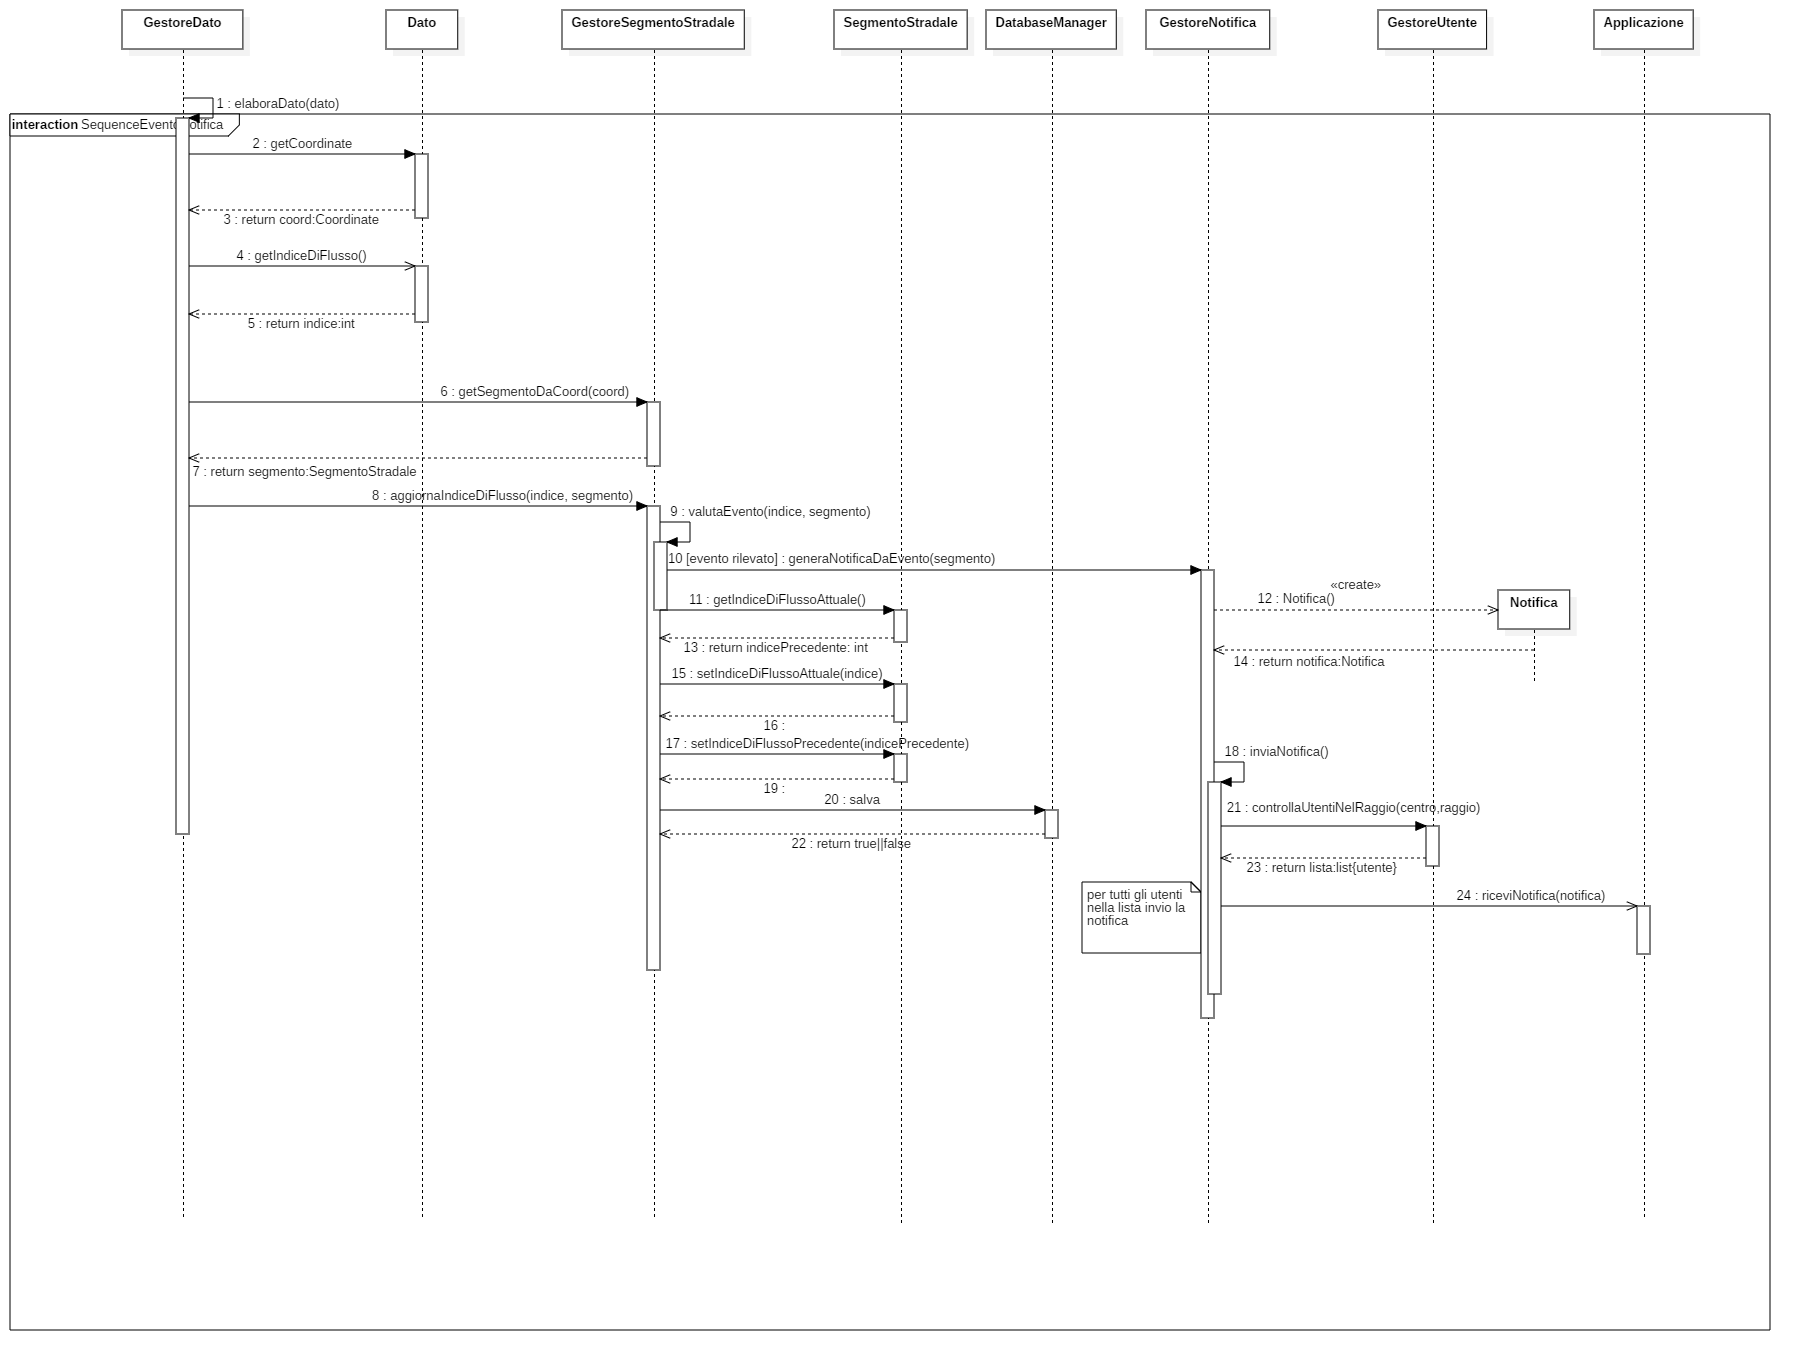 GestoreDato
Dato
GestoreSegmentoStradale
SegmentoStradale
DatabaseManager
GestoreNotifica
GestoreUtente
Applicazione
1 : elaboraDato(dato)
interaction SequenceEventoNotifica
2 : getCoordinate
3 : return coord:Coordinate
4 : getIndiceDiFlusso()
5 : return indice:int
6 : getSegmentoDaCoord(coord)
7 : return segmento:SegmentoStradale
8 : aggiornaIndiceDiFlusso(indice, segmento)
9 : valutaEvento(indice, segmento)
10 [evento rilevato] : generaNotificaDaEvento(segmento)
11 : getIndiceDiFlussoAttuale()
«create»
12 : Notifica()
Notifica
13 : return indicePrecedente: int
14 : return notifica:Notifica
15 : setIndiceDiFlussoAttuale(indice)
16 :
17 : setIndiceDiFlussoPrecedente(indicePrecedente)
18 : inviaNotifica()
19 :
20 : salva
21 : controllaUtentiNelRaggio(centro,raggio)
22 : return true||false
23 : return lista:list{utente}
per tutti gli utenti
nella lista invio la
notifica
24 : riceviNotifica(notifica)